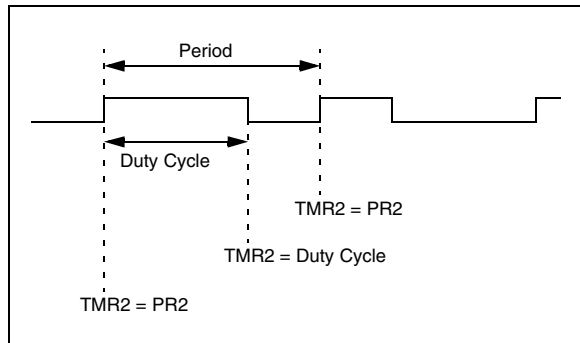 Period
Duty Cycle
TMR2 = PR2
TMR2 = Duty Cycle
TMR2 = PR2